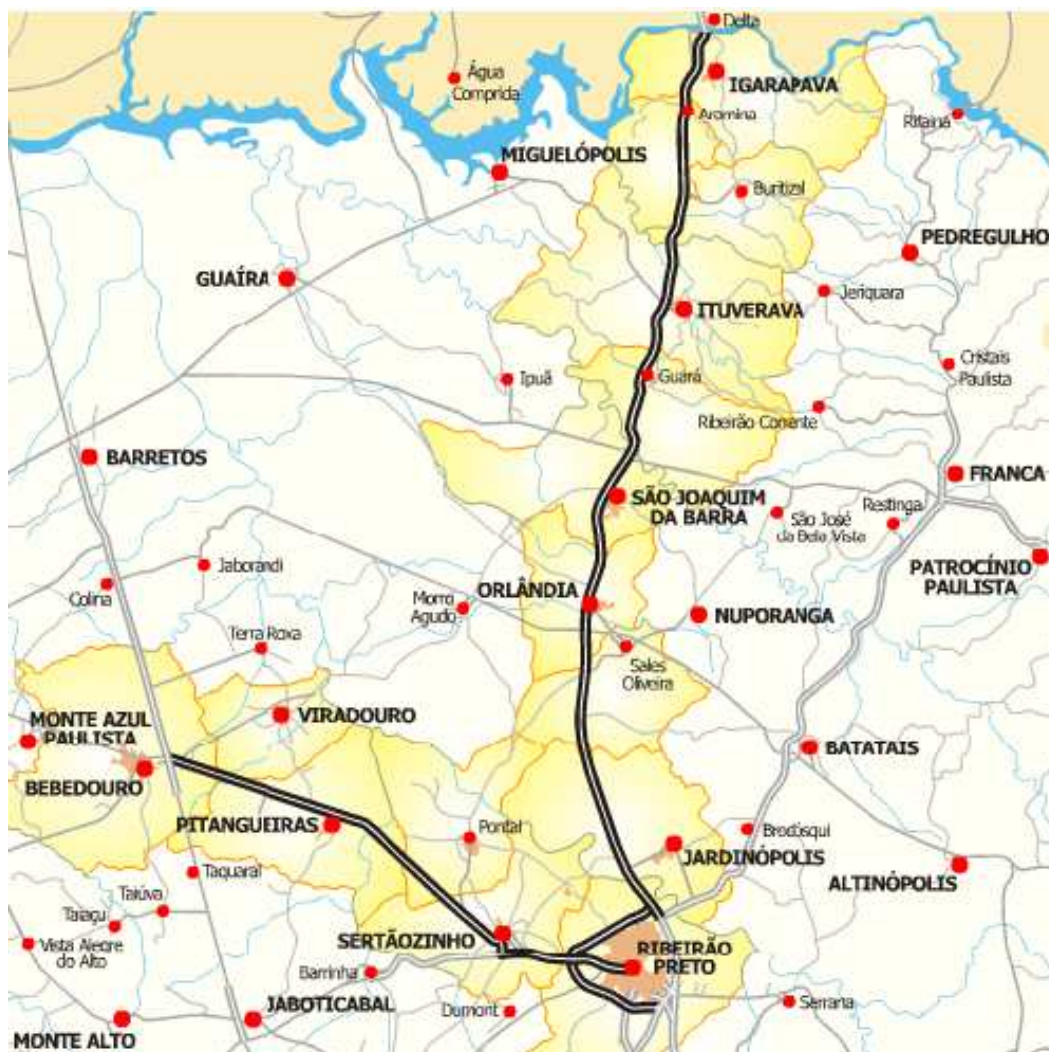 Delta
IGARAPAVA
Água
Comprida
Aramina
Rifaina
MIGUELÓPOLIS
Buritizal
PEDREGULHO
GUAÍRA
Jeriquara
ITUVERAVA
Cristais
Paulista
Ipuã
Guará
Ribeirão Corrente
BARRETOS
FRANCA
SÃO JOAQUIM
DA BARRA
Restinga
São José
da Bela Vista
Jaborandi
PATROCÍNIO
PAULISTA
Colina
ORLÂNDIA
Morro
Agudo
NUPORANGA
Terra Roxa
Sales
Oliveira
MONTE AZUL
PAULISTA
VIRADOURO
BATATAIS
BEBEDOURO
PITANGUEIRAS
Pontal
Brodósqui
JARDINÓPOLIS
Taquaral
ALTINÓPOLIS
Taiúva
Taiaçu
Vista Alegre
do Alto
SERTÃOZINHO
RIBEIRÃO
PRETO
Barrinha
JABOTICABAL
Dumont
Serrana
MONTE ALTO